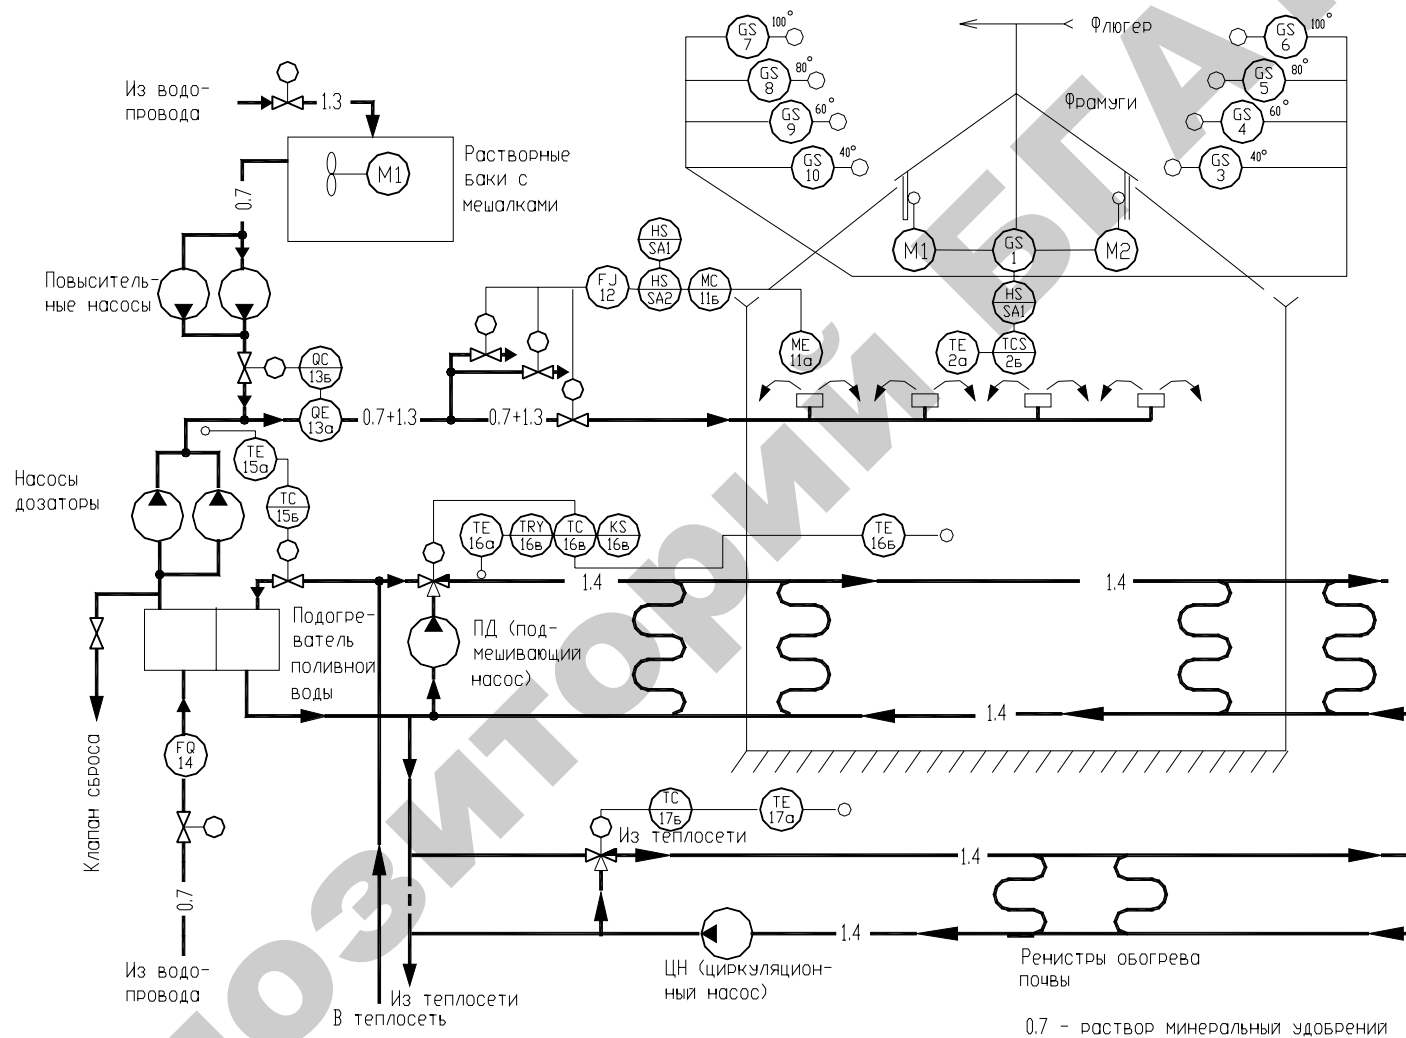 Из водо-
провода
1.3
GS
7
100°
GS
8
80°
GS
9
60°
GS
10
40°
Флюгер
Фрамуги
GS
6
100°
GS
5
80°
GS
4
60°
GS
3
40°
M1
Растворные
баки с
мешалками
0.7
Повыситель-
ные насосы
HS
SA1
FJ
12
HS
SA2
MC
11б
ME
11а
M1
GS
1
M2
HS
SA1
TE
2а
TCS
2б
QC
13б
QE
13а
0.7+1.3
0.7+1.3
TE
15а
TC
15б
Насосы
дозаторы
TE
16а
TRY
16в
TC
16в
KS
16в
TE
16б
1.4
1.4
Подогре-
ватель
поливной
воды
ПД (под-
мешивающий
насос)
1.4
Клапан сброса
FQ
14
0.7
Из водо-
провода
TC
17б
TE
17а
Из теплосети
1.4
1.4
ЦН (циркуляцион-
ный насос)
Ренистры обогрева
почвы
Из теплосети
В теплосеть
0.7 - раствор минеральный удобрений
позиторий БГА